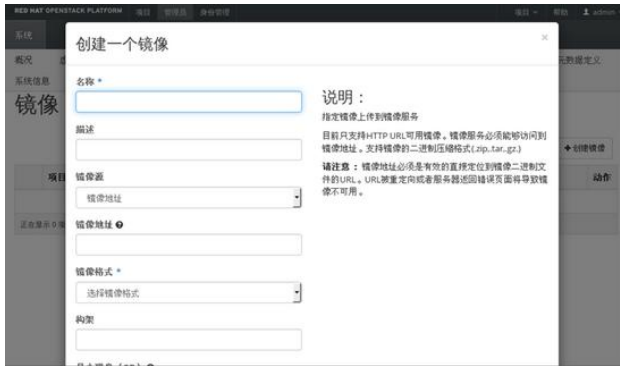 RED HAT OPENSTACK PLATFORM 项目 管理员 身份管理 项目 帮助 admin
系统
概况 元数据定义
系统信息
镜像
创建一个镜像 ×
名称 *
描述
镜像源
镜像地址
镜像地址
镜像格式 *
选择镜像格式
构架
说明：
指定镜像上传到镜像服务
目前只支持HTTP URL可用镜像。镜像服务必须能够访问到
镜像地址。支持镜像的二进制压缩格式(.zip,.tar,.gz.)
请注意： 镜像地址必须是有效的直接定位到镜像二进制文
件的URL。URL被重定向或者服务器返回错误页面将导致镜
像不可用。
创建镜像
项目 动作
正在显示 0